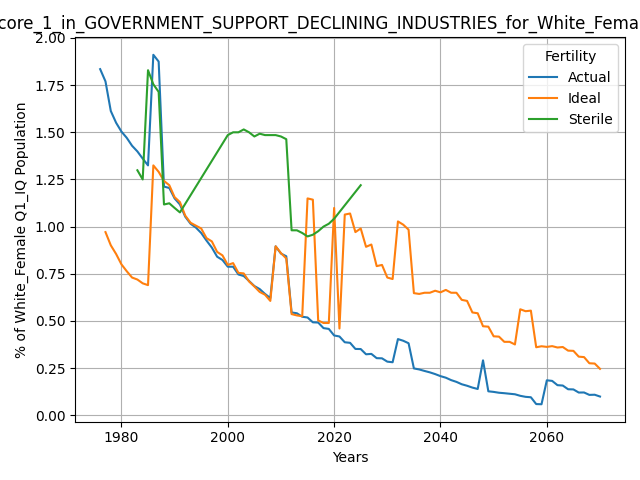 core_1_in_GOVERNMENT_SUPPORT_DECLINING_INDUSTRIES_for_White_Fema
Fertility
Actual
Ideal
Sterile
% of White_Female Q1_IQ Population
2.00
1.75
1.50
1.25
1.00
0.75
0.50
0.25
0.00
1980 2000 2020 2040 2060
Years